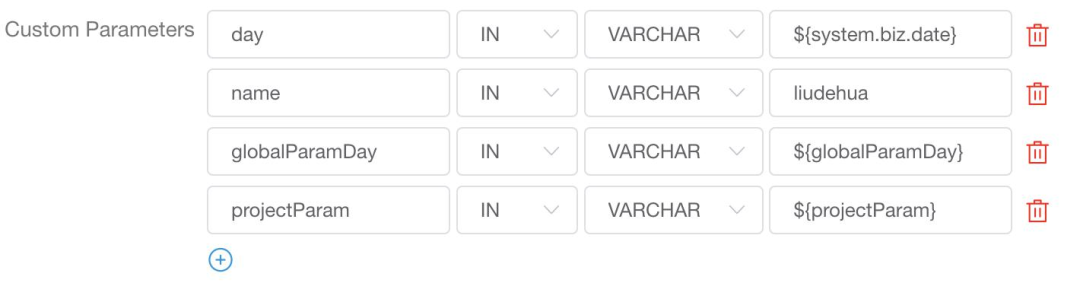 Custom Parameters day IN VARCHAR ${system.biz.date}
name IN VARCHAR liudehua
globalParamDay IN VARCHAR ${globalParamDay}
projectParam IN VARCHAR ${projectParam}